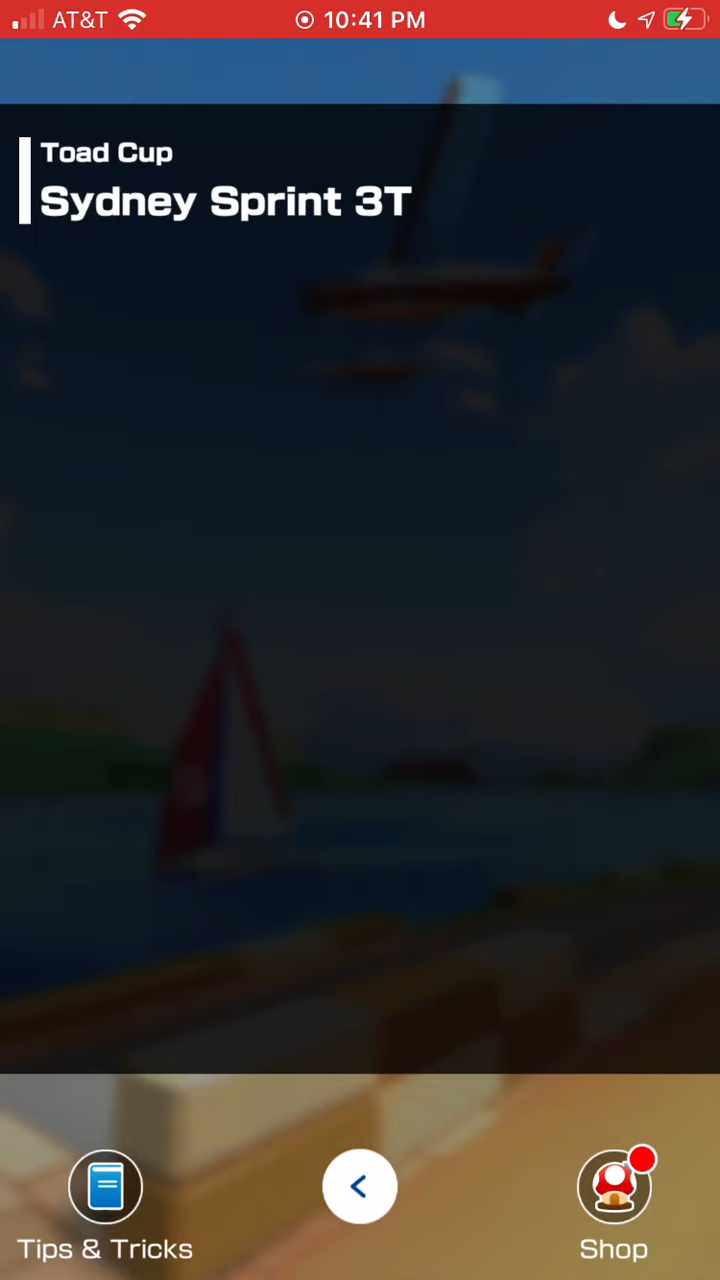 AT&T
10:41 PM
Toad Cup
Sydney Sprint 3T
Tips & Tricks
Shop